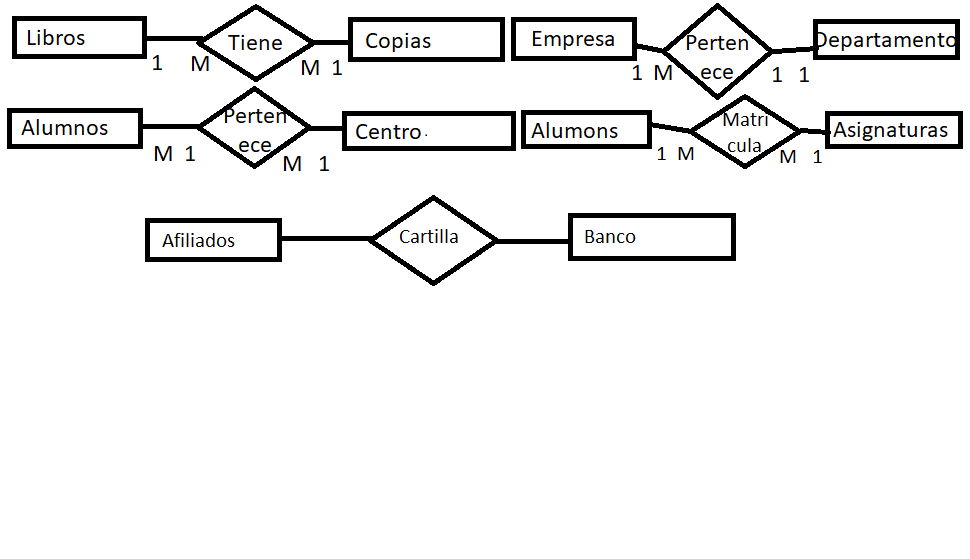 Libros
1 M
Tiene
M 1
Copias
Empresa
1 M
Perten
ece
1 1
Departamento
Alumnos
M 1
Perten
ece
M 1
Centro.
Alumons
1 M
Matri
cula
M 1
Asignaturas
Afiliados
Cartilla
Banco